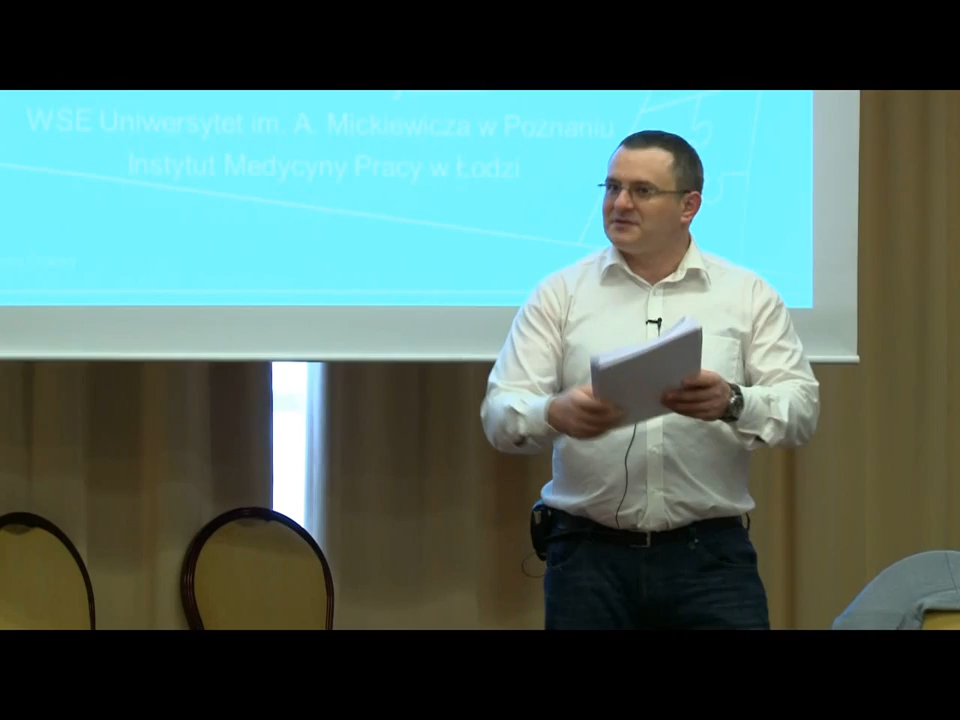 WSE Uniwersytet im. A. Mickiewicza w Poznaniu
Instytut Medycyny Pracy w Łodzi